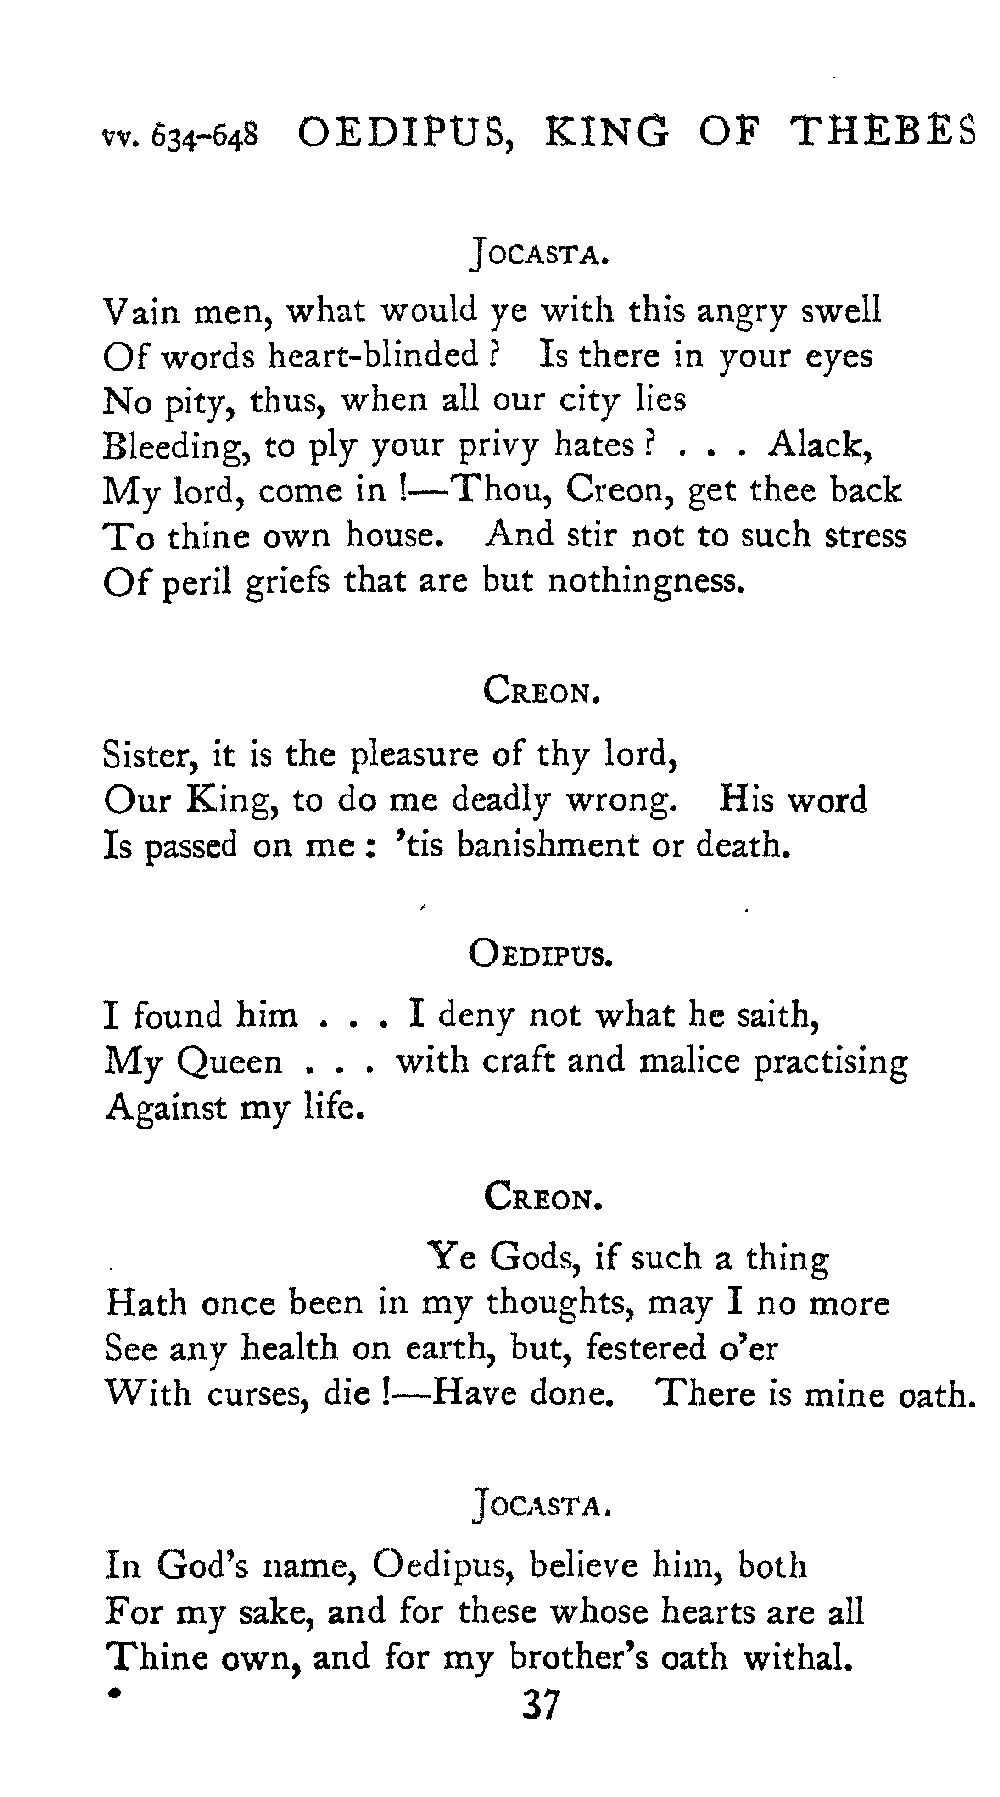 vv. 634-648 OEDIPUS, KING OF THEBES
JOCASTA.
Vain men, what would ye with this angry swell
Of words heart-blinded ? Is there in your eyes
No pity, thus, when all our city lies
Bleeding, to ply your privy hates ? . . . Alack,
My lord, come in !—Thou, Creon, get thee back
To thine own house. And stir not to such stress
Of peril griefs that are but nothingness.
CREON.
Sister, it is the pleasure of thy lord,
Our King, to do me deadly wrong. His word
Is passed on me : ’tis banishment or death.
OEDIPUS.
I found him . . . I deny not what he saith,
My Queen . . . with craft and malice practising
Against my life.
CREON.
Ye Gods, if such a thing
Hath once been in my thoughts, may I no more
See any health on earth, but, festered o’er
With curses, die !—Have done. There is mine oath.
JOCASTA.
In God’s name, Oedipus, believe him, both
For my sake, and for these whose hearts are all
Thine own, and for my brother’s oath withal.
37